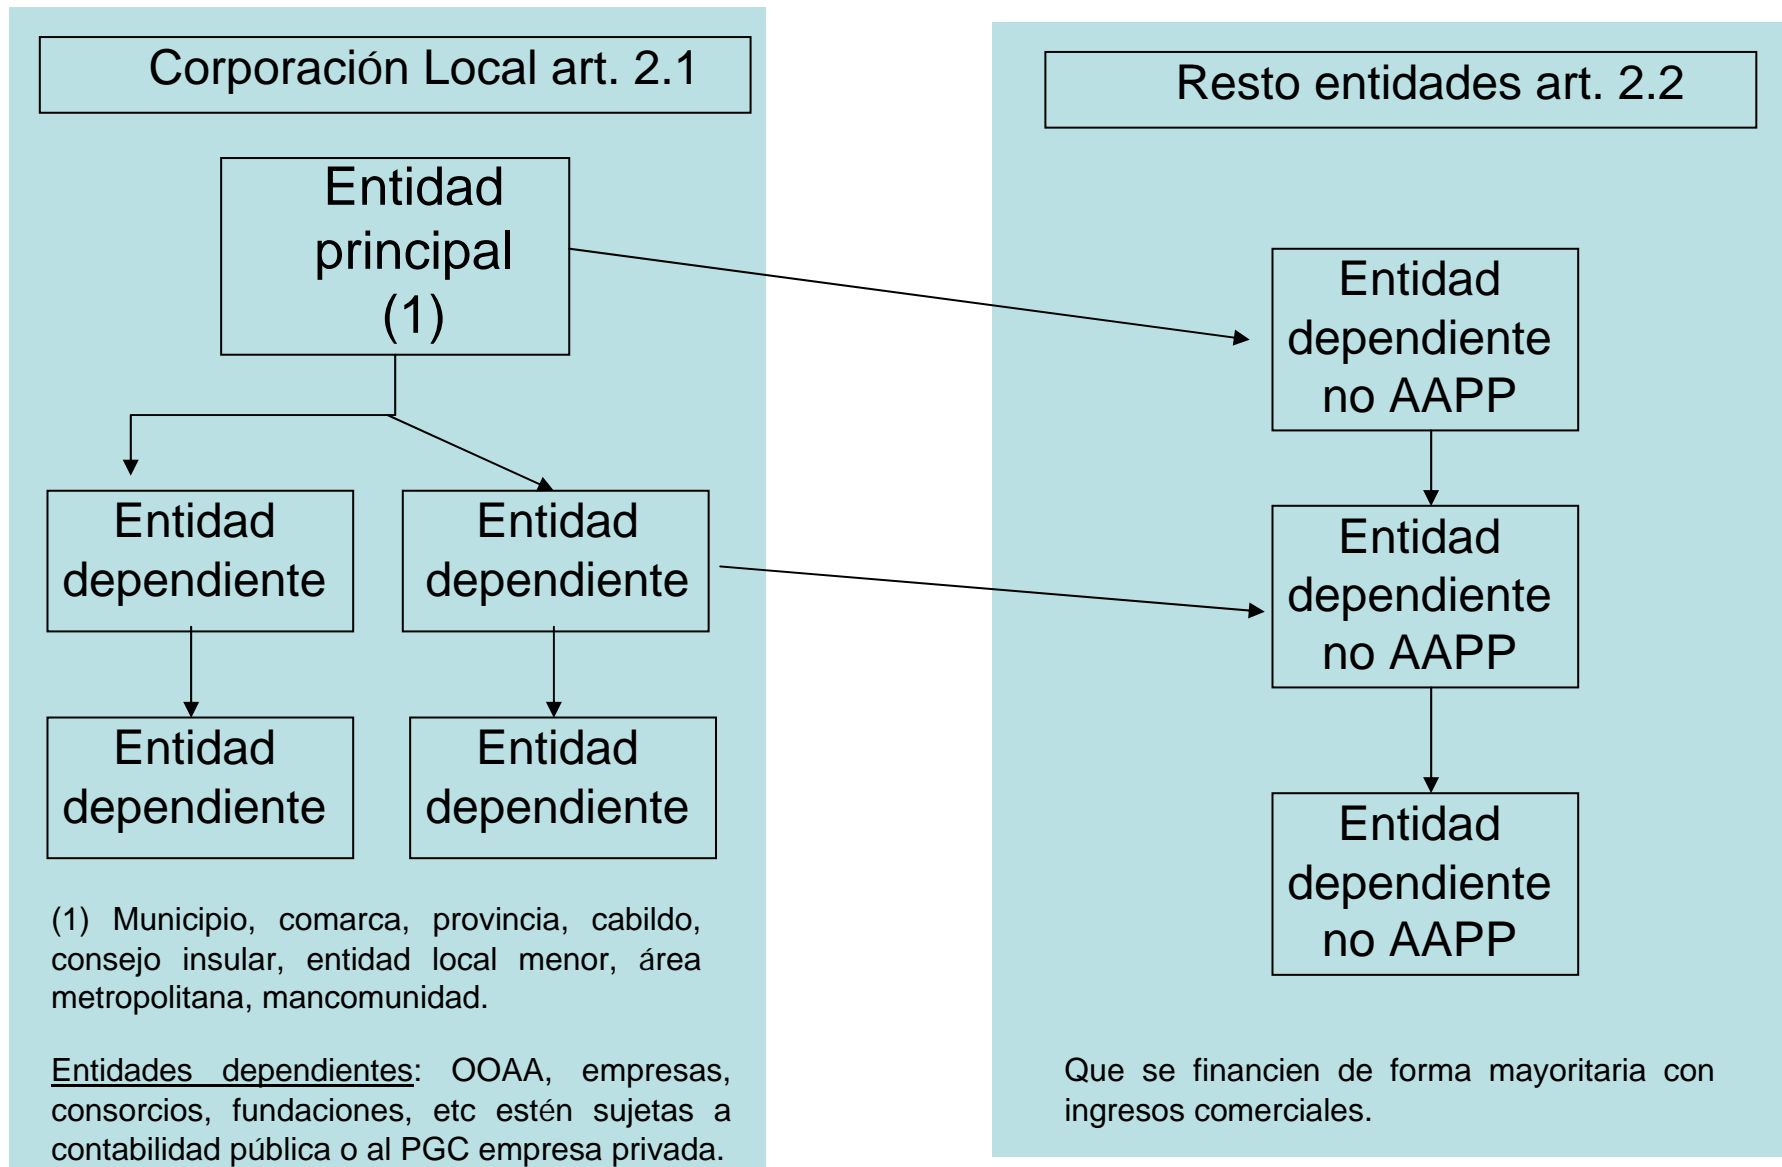 Corporación Local art. 2.1
Entidad
principal
(1)
Entidad
dependiente
Entidad
dependiente
Entidad
dependiente
Entidad
dependiente
(1) Municipio, comarca, provincia, cabildo,
consejo insular, entidad local menor, área
metropolitana, mancomunidad.
Entidades dependientes: OOAA, empresas,
consorcios, fundaciones, etc estén sujetas a
contabilidad pública o al PGC empresa privada.
Resto entidades art. 2.2
Entidad
dependiente
no AAPP
Entidad
dependiente
no AAPP
Entidad
dependiente
no AAPP
Que se financien de forma mayoritaria con
ingresos comerciales.